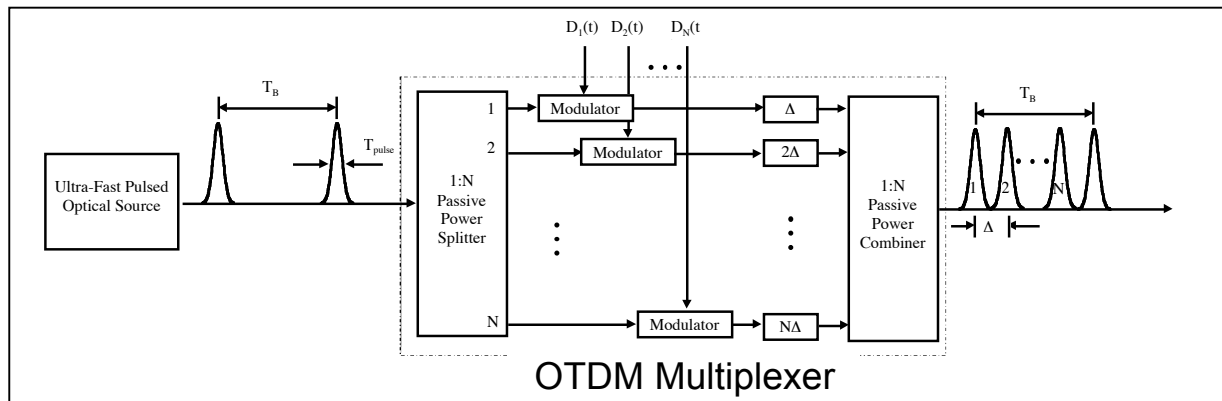 D1(t) D2(t) DN(t
TB
Tpulse
Ultra-Fast Pulsed
Optical Source
1:N
Passive
Power
Splitter
1
2
N
Modulator
Modulator
Modulator
Δ
2Δ
NΔ
1:N
Passive
Power
Combiner
TB
1 2 N
Δ
OTDM Multiplexer